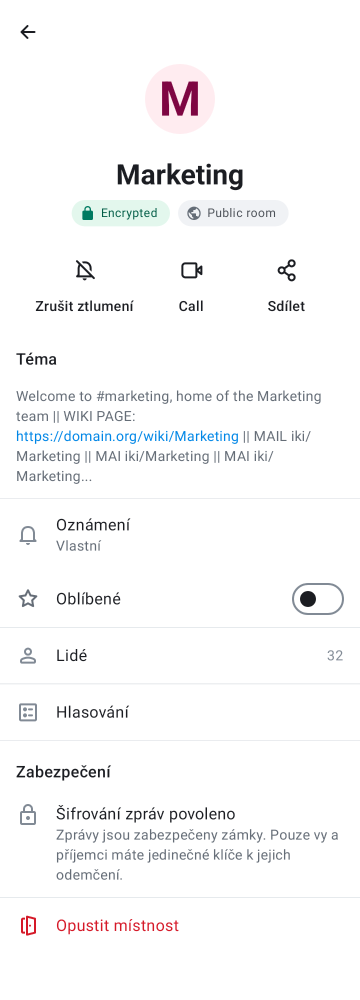 M
Marketing
Encrypted
Public room
Zrušit ztlumení
Call
Sdílet
Téma
Welcome to #marketing, home of the Marketing
team || WIKI PAGE:
https://domain.org/wiki/Marketing || MAIL iki/
Marketing || MAI iki/Marketing || MAI iki/
Marketing...
Oznámení
Vlastní
Oblíbené
Lidé
32
Hlasování
Zabezpečení
Šifrování zpráv povoleno
Zprávy jsou zabezpečeny zámky. Pouze vy a
příjemci máte jedinečné klíče k jejich
odemčení.
Opustit místnost